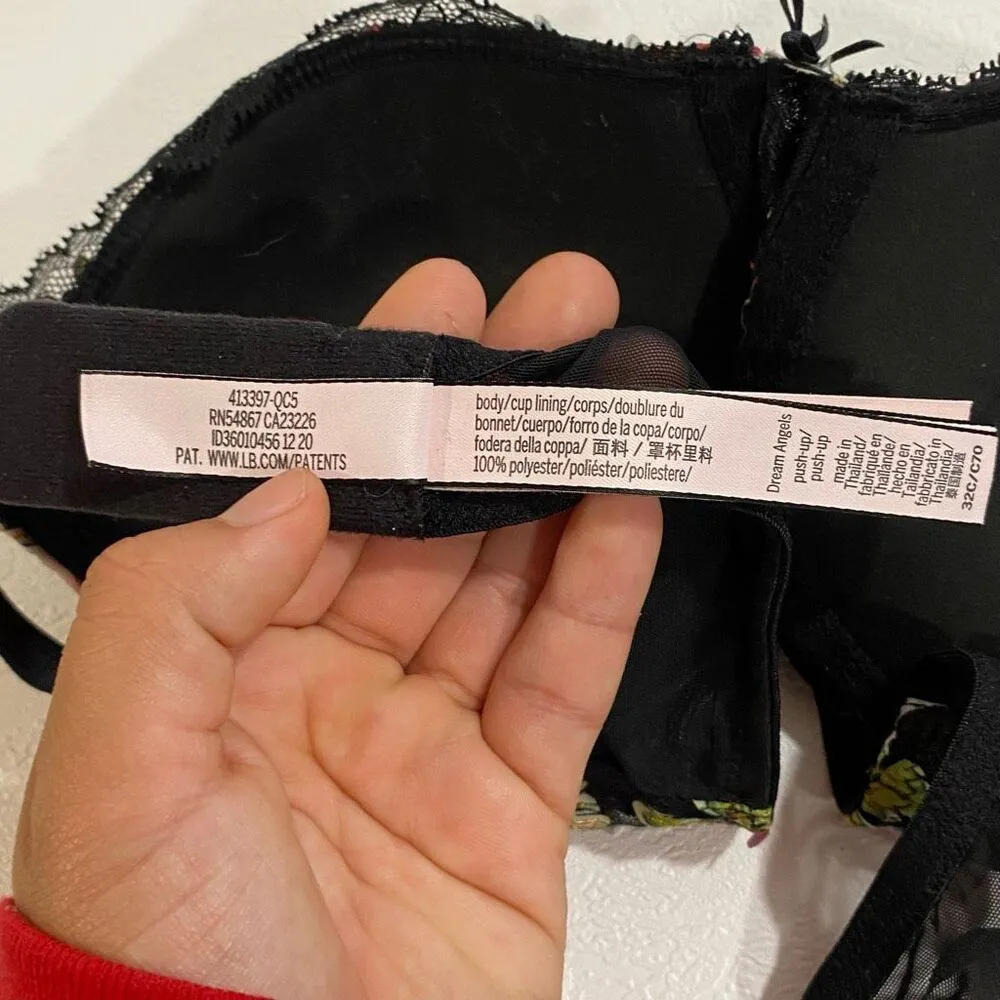 413397-QC5
RN54867 CA23226
ID36010456 12 20
PAT. WWW.LB.COM/PATENTS
body/cup lining/corps/doublure du
bonnet/cuerpo/forro de la copa/corpo/
fodera della coppa/ 面料 / 罩杯里料
100% polyester/poliéster/poliestere/
Dream Angels
push-up/
push-up
made in
Thailand/
fabriqué en
Thaïlande/
hecho en
Tailandia/
fabbricato in
Thailandia/
泰国制造
32C/C70